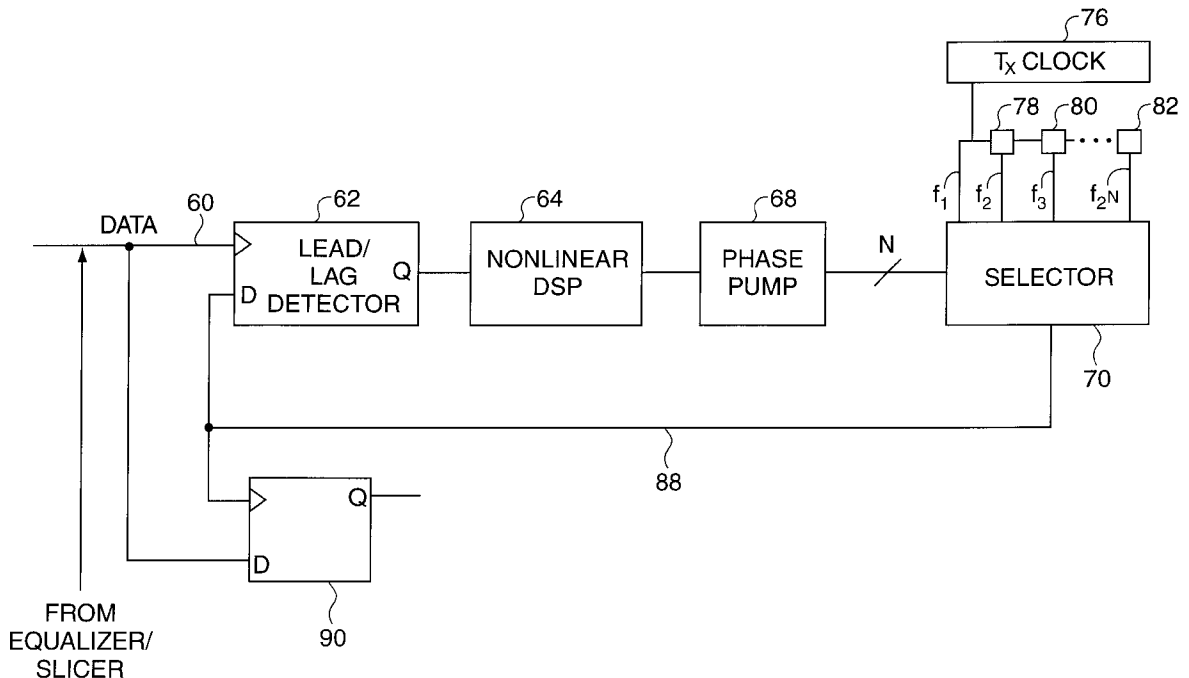 76
Tₓ CLOCK
78
80
82
f₁
f₂
f₃
f₂N
60
DATA
62
LEAD/
LAG
DETECTOR
Q
D
64
NONLINEAR
DSP
68
PHASE
PUMP
N
SELECTOR
70
88
Q
D
90
FROM
EQUALIZER/
SLICER